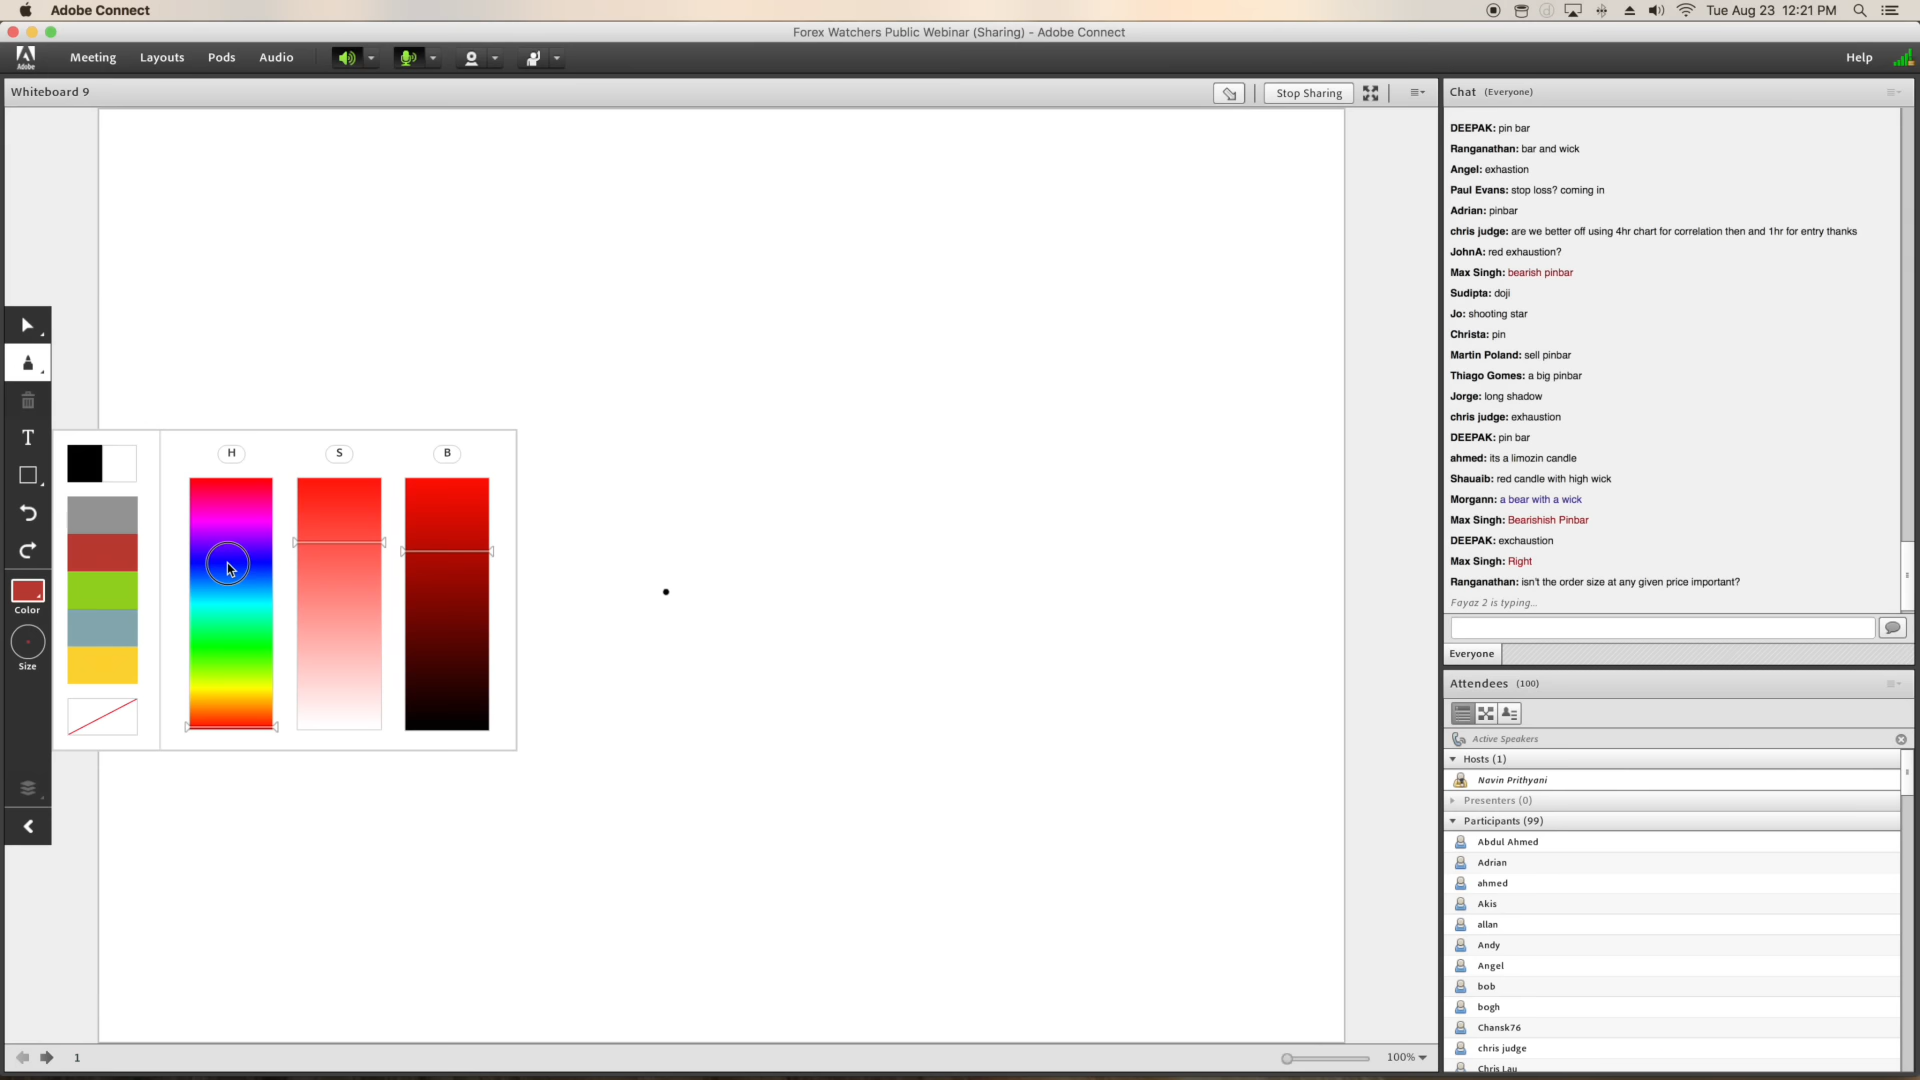 Adobe Connect
Tue Aug 23 12:21 PM
Forex Watchers Public Webinar (Sharing) - Adobe Connect
Adobe
Meeting
Layouts
Pods
Audio
Help
Whiteboard 9
Stop Sharing
T
Color
Size
H
S
B
1
100%
Chat (Everyone)
DEEPAK: pin bar
Ranganathan: bar and wick
Angel: exhastion
Paul Evans: stop loss? coming in
Adrian: pinbar
chris judge: are we better off using 4hr chart for correlation then and 1hr for entry thanks
JohnA: red exhaustion?
Max Singh: bearish pinbar
Sudipta: doji
Jo: shooting star
Christa: pin
Martin Poland: sell pinbar
Thiago Gomes: a big pinbar
Jorge: long shadow
chris judge: exhaustion
DEEPAK: pin bar
ahmed: its a limozin candle
Shauaib: red candle with high wick
Morgann: a bear with a wick
Max Singh: Bearishish Pinbar
DEEPAK: exchaustion
Max Singh: Right
Ranganathan: isn't the order size at any given price important?
Fayaz 2 is typing...
Everyone
Attendees (100)
Active Speakers
Hosts (1)
Navin Prithyani
Presenters (0)
Participants (99)
Abdul Ahmed
Adrian
ahmed
Akis
allan
Andy
Angel
bob
bogh
Chansk76
chris judge
Chris Lau